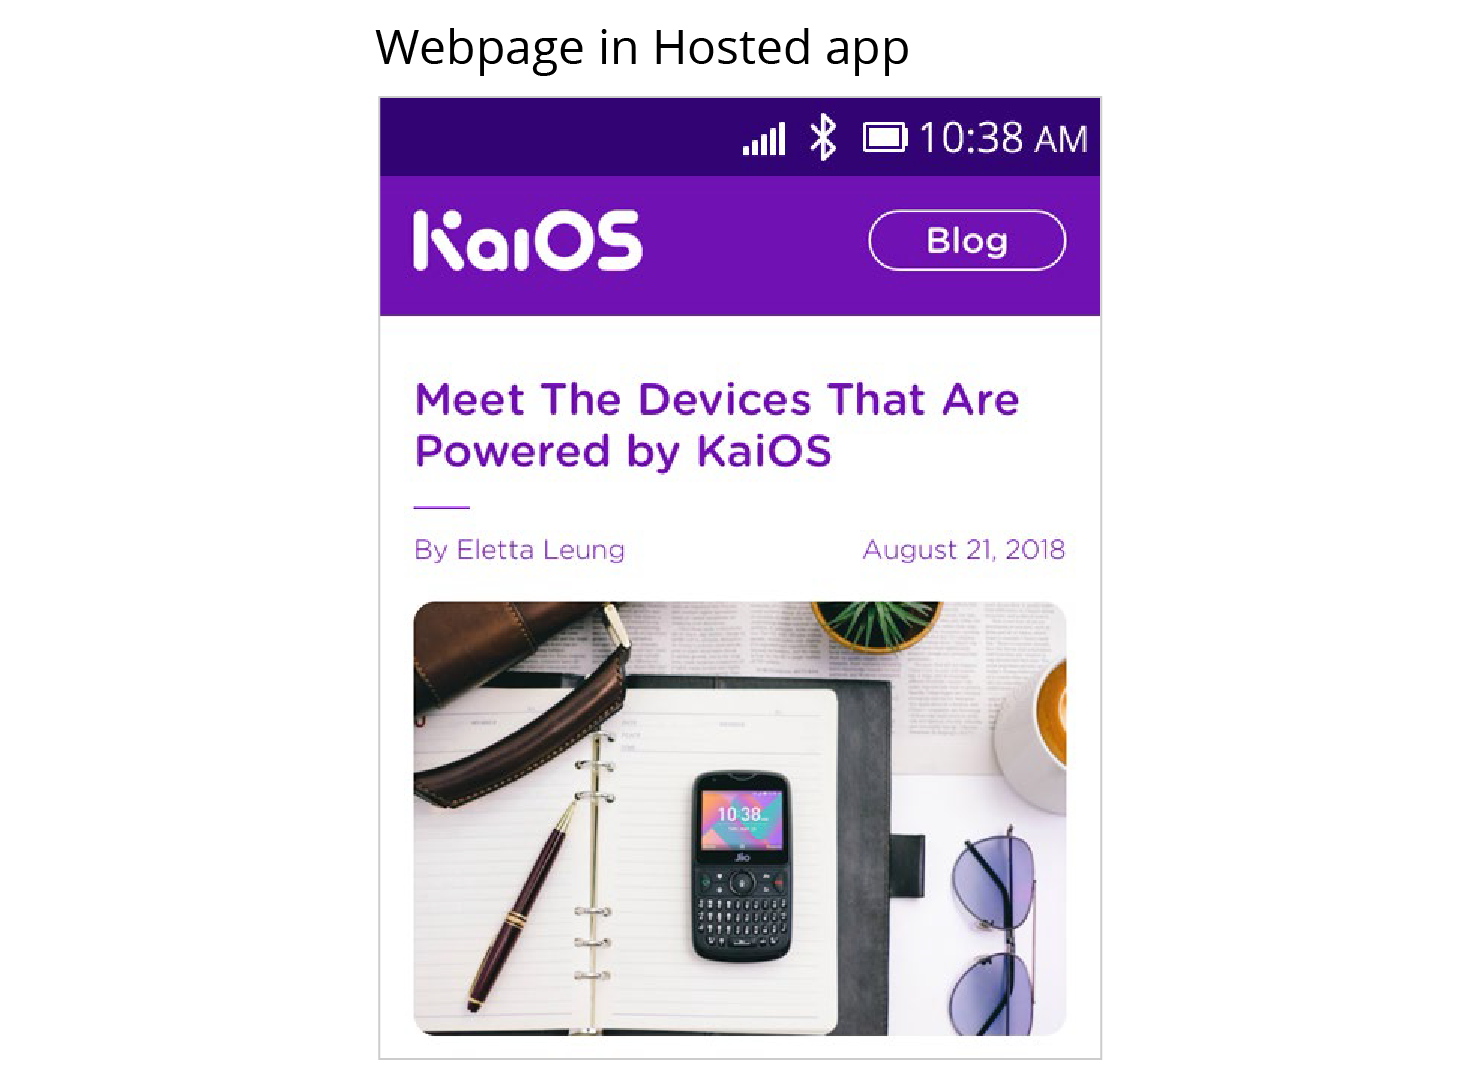 Webpage in Hosted app
10:38 AM
KaiOS
Blog
Meet The Devices That Are
Powered by KaiOS
By Eletta Leung
August 21, 2018
10:38
Jio